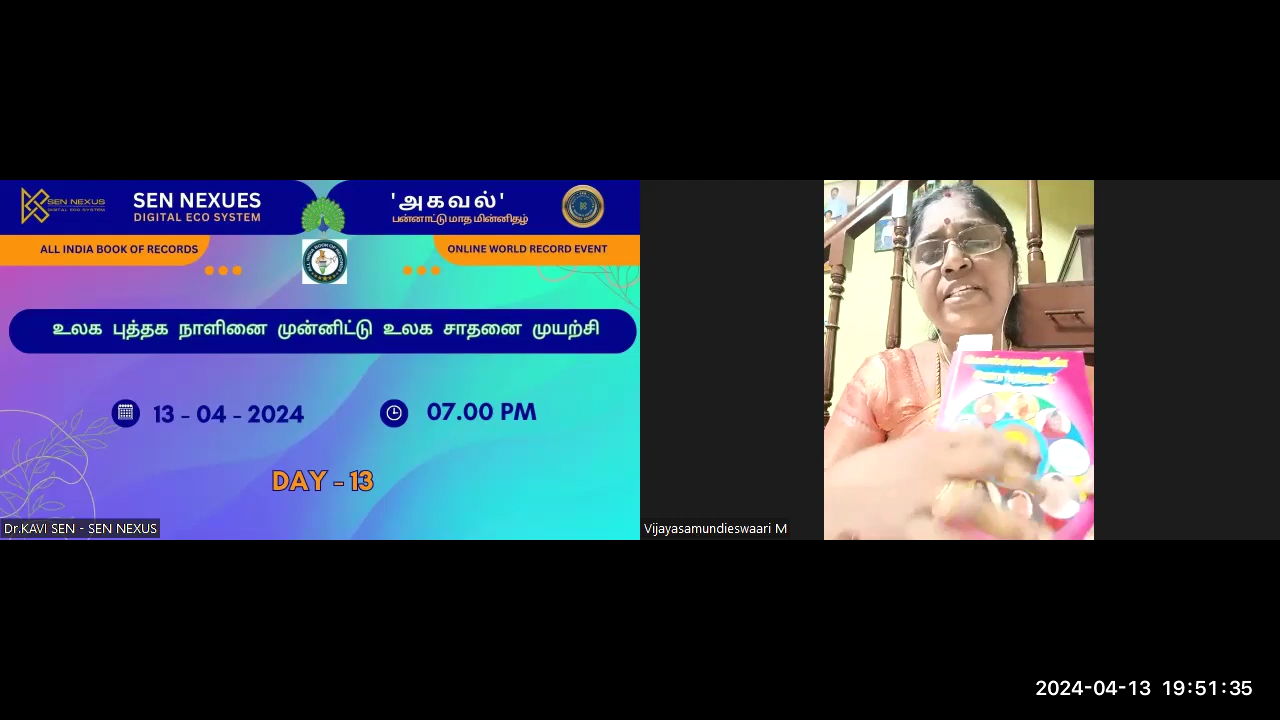 SEN NEXUS
DIGITAL ECO SYSTEM
SEN NEXUES
DIGITAL ECO SYSTEM
'அகவல்'
பன்னாட்டு மாத மின்னிதழ்
ALL INDIA BOOK OF RECORDS
ONLINE WORLD RECORD EVENT
உலக புத்தக நாளினை முன்னிட்டு உலக சாதனை முயற்சி
13 - 04 - 2024
07.00 PM
DAY - 13
Dr.KAVI SEN - SEN NEXUS
Vijayasamundieswaari M
2024-04-13 19:51:35